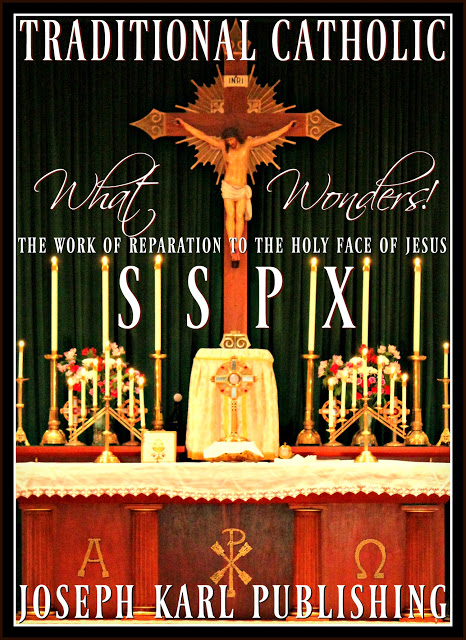 TRADITIONAL CATHOLIC
INRI
What Wonders!
THE WORK OF REPARATION TO THE HOLY FACE OF JESUS
S S P X
Α ☧ Ω
JOSEPH KARL PUBLISHING